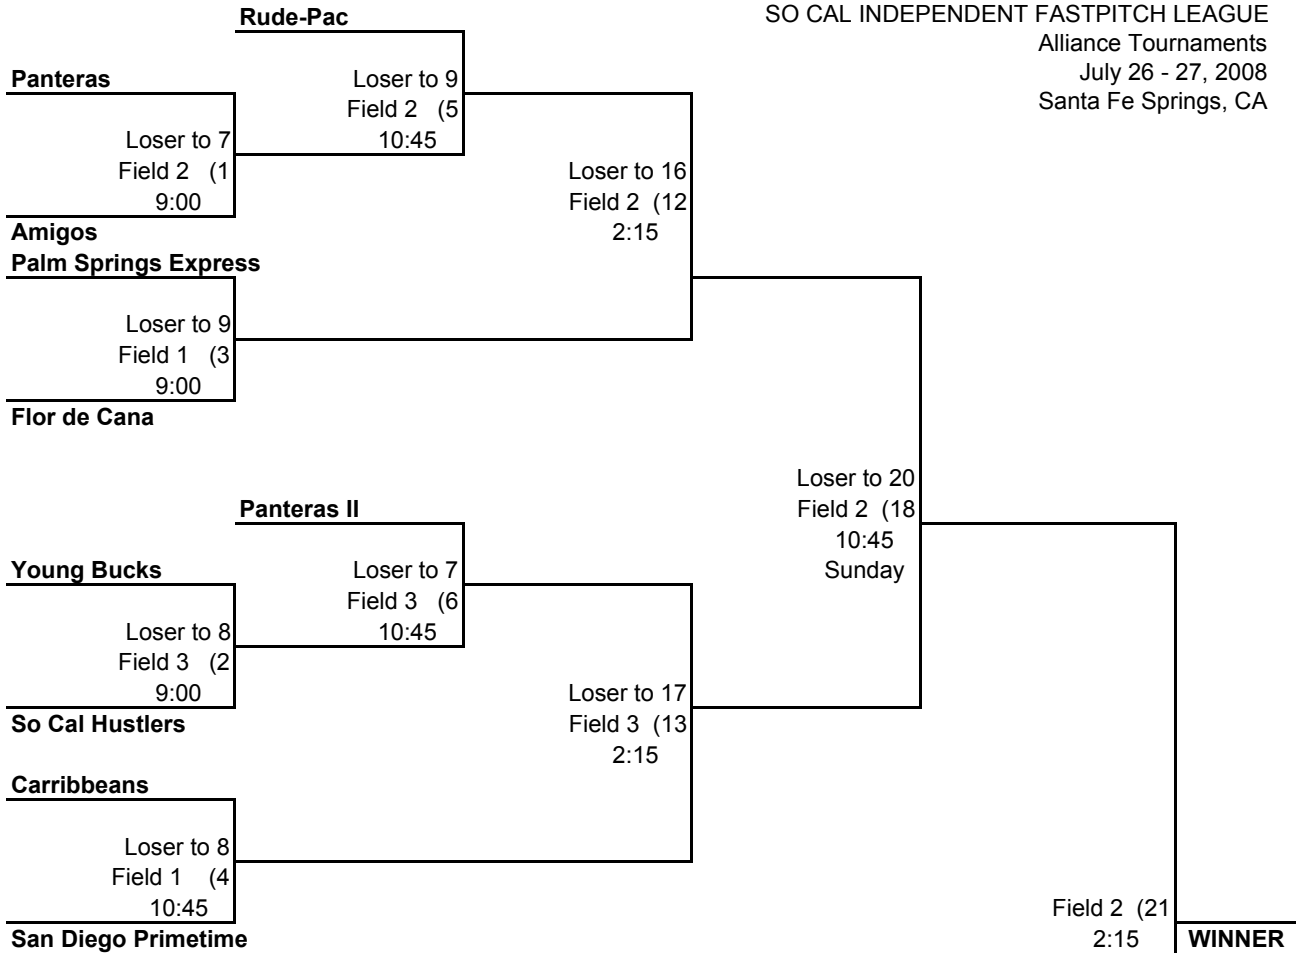 Rude-Pac
SO CAL INDEPENDENT FASTPITCH LEAGUE
Alliance Tournaments
July 26 - 27, 2008
Santa Fe Springs, CA
Panteras
Loser to 9
Field 2 (5
10:45
Loser to 7
Field 2 (1
9:00
Amigos
Loser to 16
Field 2 (12
2:15
Palm Springs Express
Loser to 9
Field 1 (3
9:00
Flor de Cana
Loser to 20
Field 2 (18
10:45
Sunday
Panteras II
Young Bucks
Loser to 7
Field 3 (6
10:45
Loser to 8
Field 3 (2
9:00
So Cal Hustlers
Loser to 17
Field 3 (13
2:15
Carribbeans
Loser to 8
Field 1 (4
10:45
San Diego Primetime
Field 2 (21
2:15
WINNER